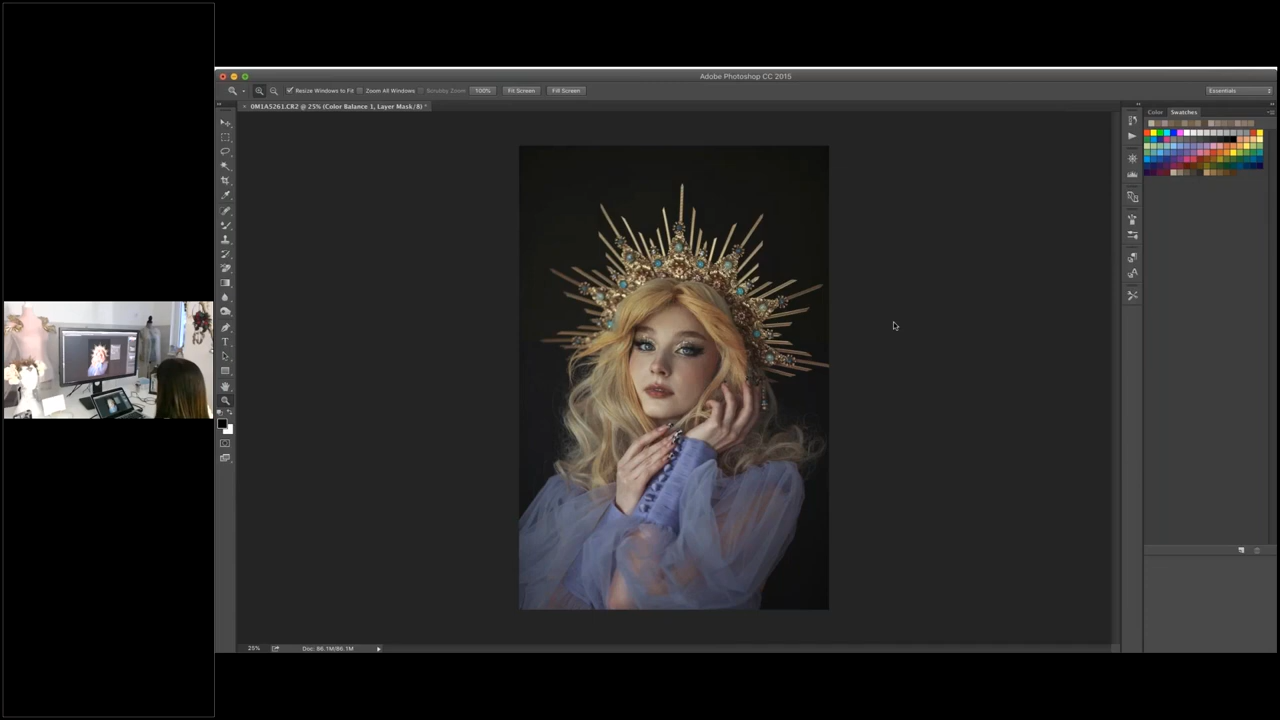 Adobe Photoshop CC 2015
Resize Windows to Fit Zoom All Windows Scrubby Zoom 100% Fit Screen Fill Screen Essentials
× 0M1A5261.CR2 @ 25% (Color Balance 1, Layer Mask/8) *
Color Swatches
T
25% Doc: 86.1M/86.1M